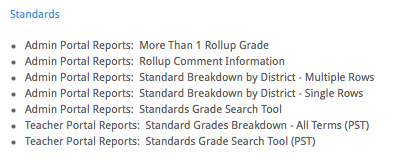 Standards
• Admin Portal Reports:  More Than 1 Rollup Grade
• Admin Portal Reports:  Rollup Comment Information
• Admin Portal Reports:  Standard Breakdown by District - Multiple Rows
• Admin Portal Reports:  Standard Breakdown by District - Single Rows
• Admin Portal Reports:  Standards Grade Search Tool
• Teacher Portal Reports:  Standard Grades Breakdown - All Terms (PST)
• Teacher Portal Reports:  Standards Grade Search Tool (PST)